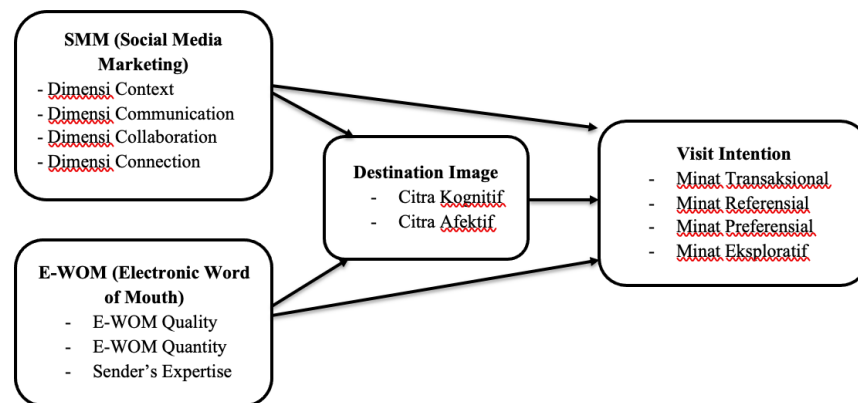 SMM (Social Media
Marketing)
- Dimensi Context
- Dimensi Communication
- Dimensi Collaboration
- Dimensi Connection
Destination Image
- Citra Kognitif
- Citra Afektif
Visit Intention
- Minat Transaksional
- Minat Referensial
- Minat Preferensial
- Minat Eksploratif
E-WOM (Electronic Word
of Mouth)
- E-WOM Quality
- E-WOM Quantity
- Sender's Expertise